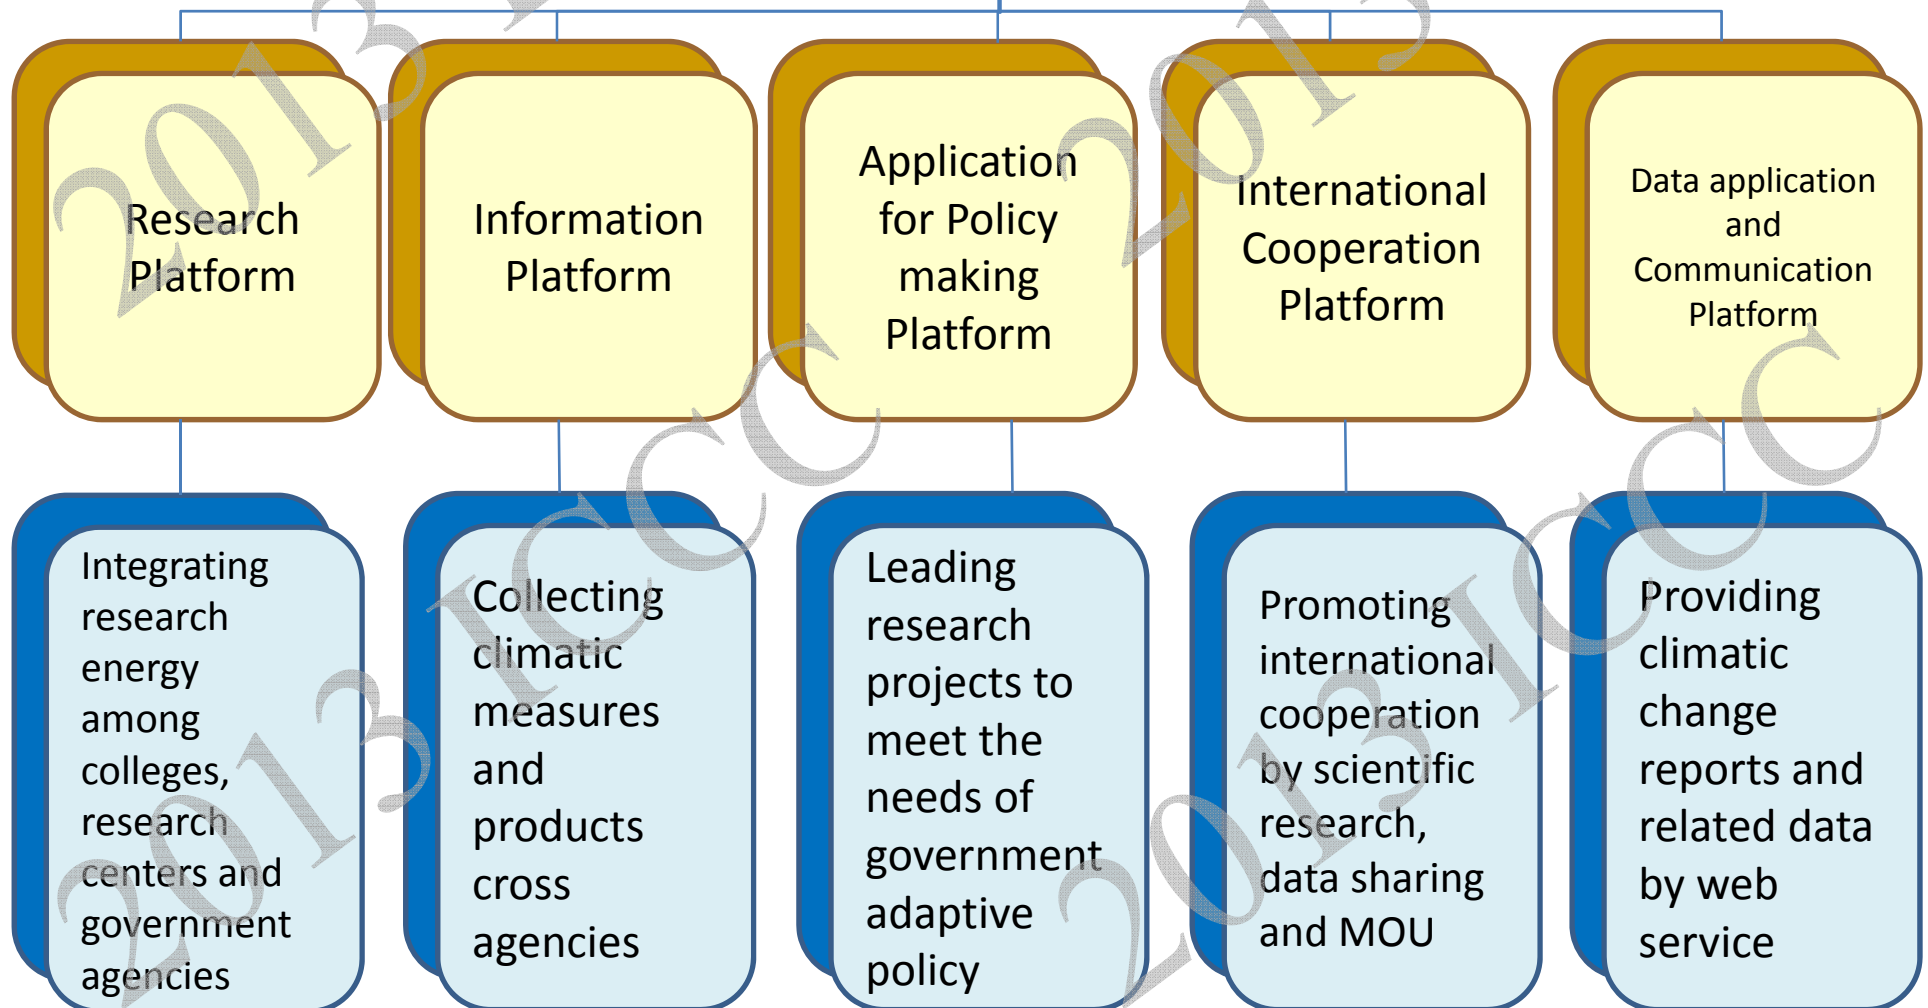 Research
Platform
Information
Platform
Application
for Policy
making
Platform
International
Cooperation
Platform
Data application
and
Communication
Platform
Integrating
research
energy
among
colleges,
research
centers and
government
agencies
Collecting
climatic
measures
and
products
cross
agencies
Leading
research
projects to
meet the
needs of
government
adaptive
policy
Promoting
international
cooperation
by scientific
research,
data sharing
and MOU
Providing
climatic
change
reports and
related data
by web
service
2013
2013
2013 ICCC
2013 ICCC